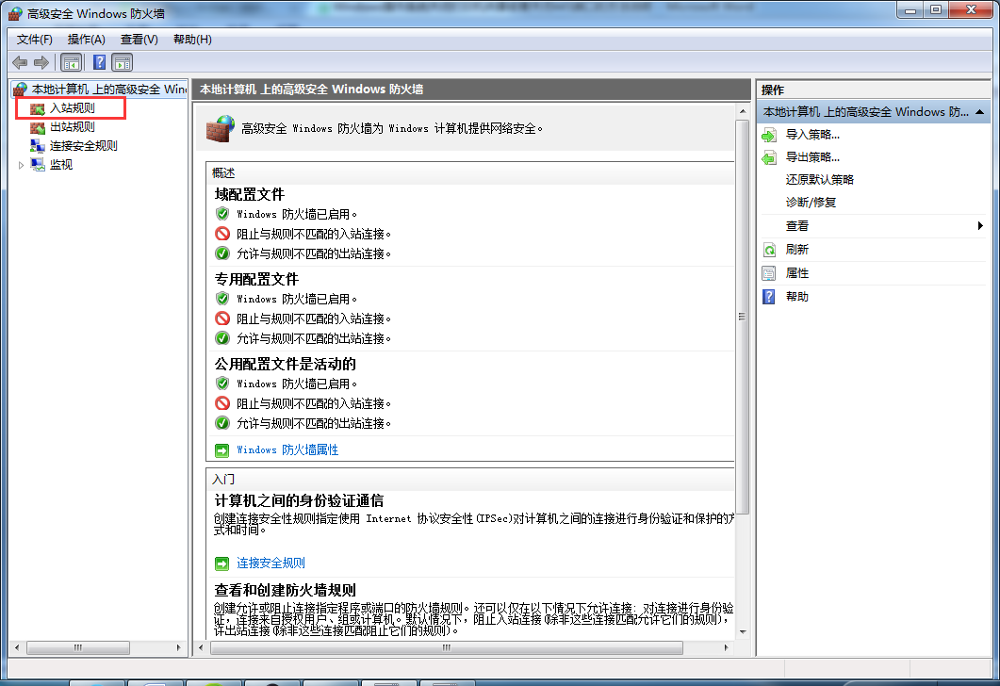 高级安全 Windows 防火墙
文件(F) 操作(A) 查看(V) 帮助(H)
本地计算机 上的高级安全 Win
入站规则
出站规则
连接安全规则
监视
本地计算机 上的高级安全 Windows 防火墙
高级安全 Windows 防火墙为 Windows 计算机提供网络安全。
概述
域配置文件
Windows 防火墙已启用。
阻止与规则不匹配的入站连接。
允许与规则不匹配的出站连接。
专用配置文件
Windows 防火墙已启用。
阻止与规则不匹配的入站连接。
允许与规则不匹配的出站连接。
公用配置文件是活动的
Windows 防火墙已启用。
阻止与规则不匹配的入站连接。
允许与规则不匹配的出站连接。
Windows 防火墙属性
入门
计算机之间的身份验证通信
创建连接安全性规则指定使用 Internet 协议安全性(IPSec)对计算机之间的连接进行身份验证和保护的方
式和时间。
连接安全规则
查看和创建防火墙规则
创建允许或阻止连接指定程序或端口的防火墙规则。还可以仅在以下情况下允许连接: 对连接进行身份验
证，连接来自授权用户、组或计算机。默认情况下，阻止入站连接(除非这些连接匹配允许它们的规则)，
许出站连接(除非这些连接匹配阻止它们的规则)。
操作
本地计算机 上的高级安全 Windows 防...
导入策略...
导出策略...
还原默认策略
诊断/修复
查看
刷新
属性
帮助